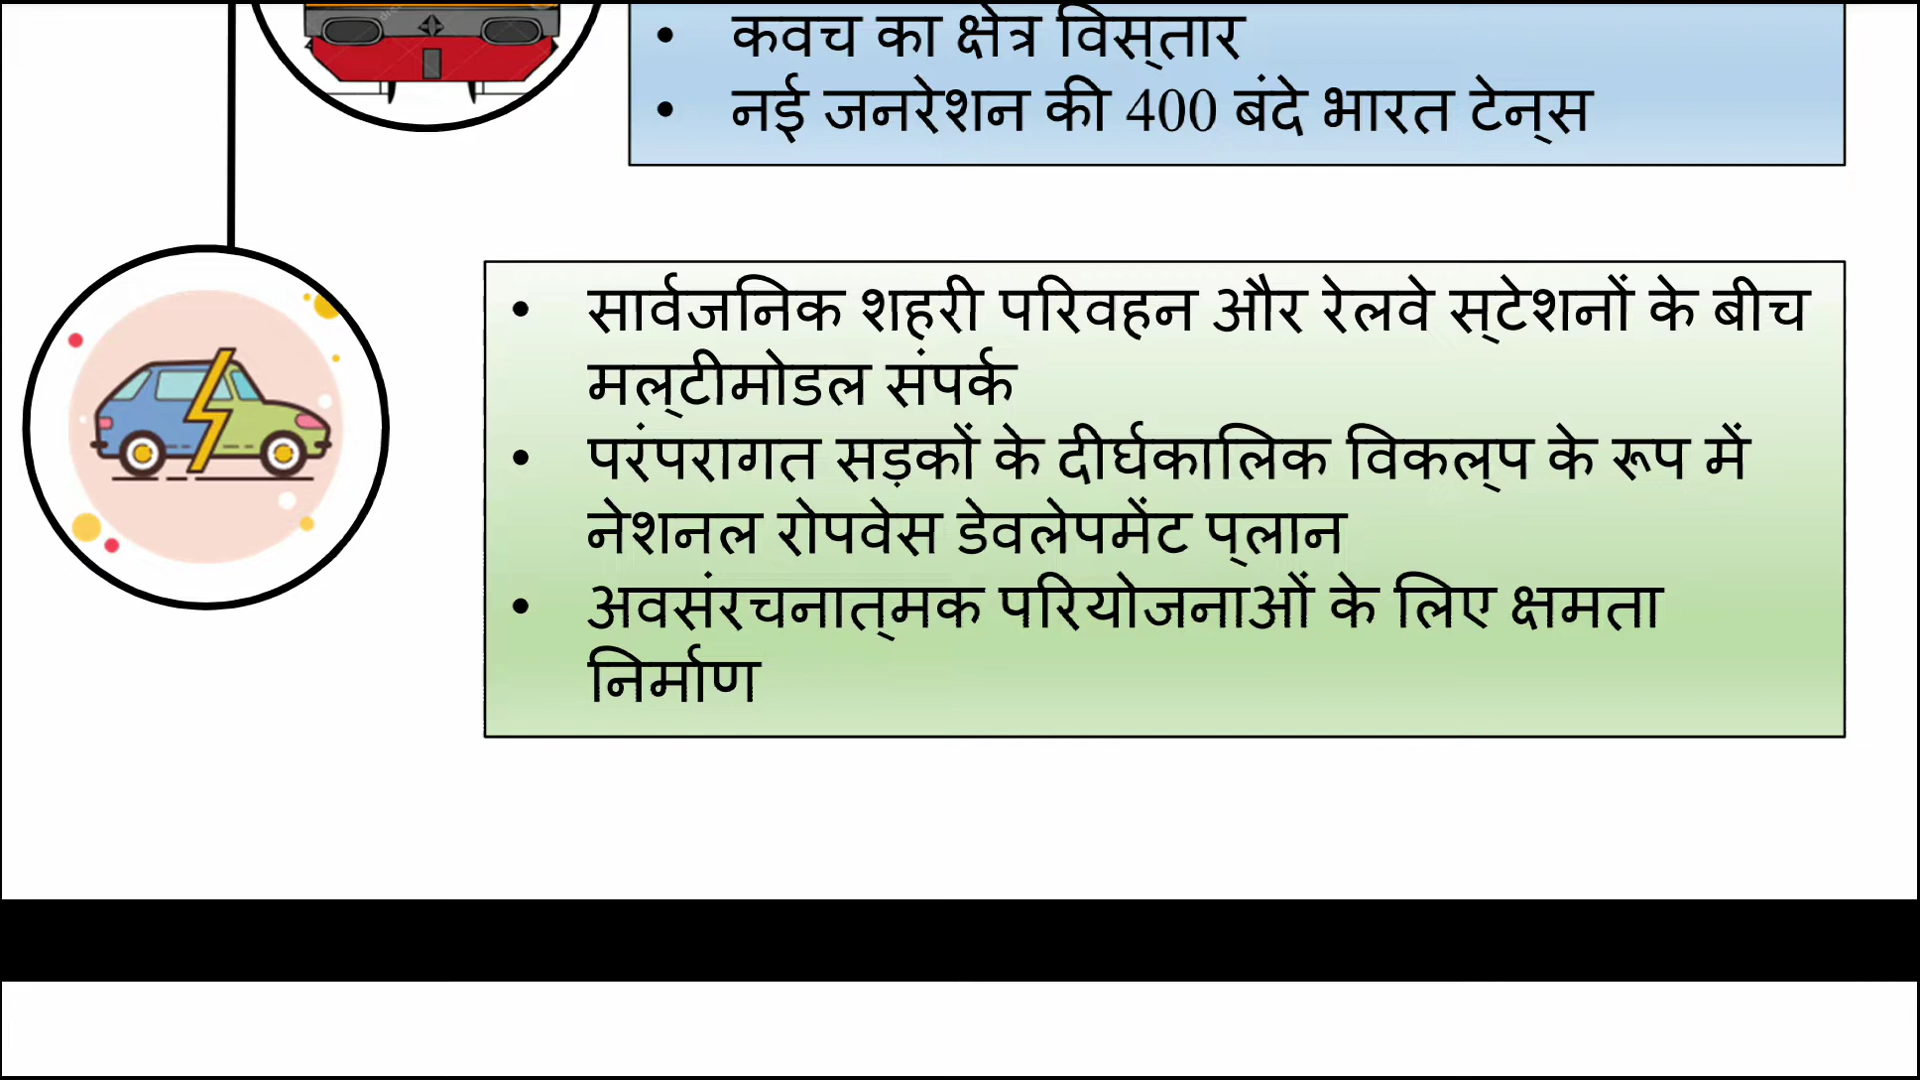 • कवच का क्षेत्र विस्तार
• नई जनरेशन की 400 बंदे भारत टेन्स
• सार्वजनिक शहरी परिवहन और रेलवे स्टेशनों के बीच
मल्टीमोडल संपर्क
• परंपरागत सड़कों के दीर्घकालिक विकल्प के रूप में
नेशनल रोपवेस डेवलेपमेंट प्लान
• अवसंरचनात्मक परियोजनाओं के लिए क्षमता
निर्माण